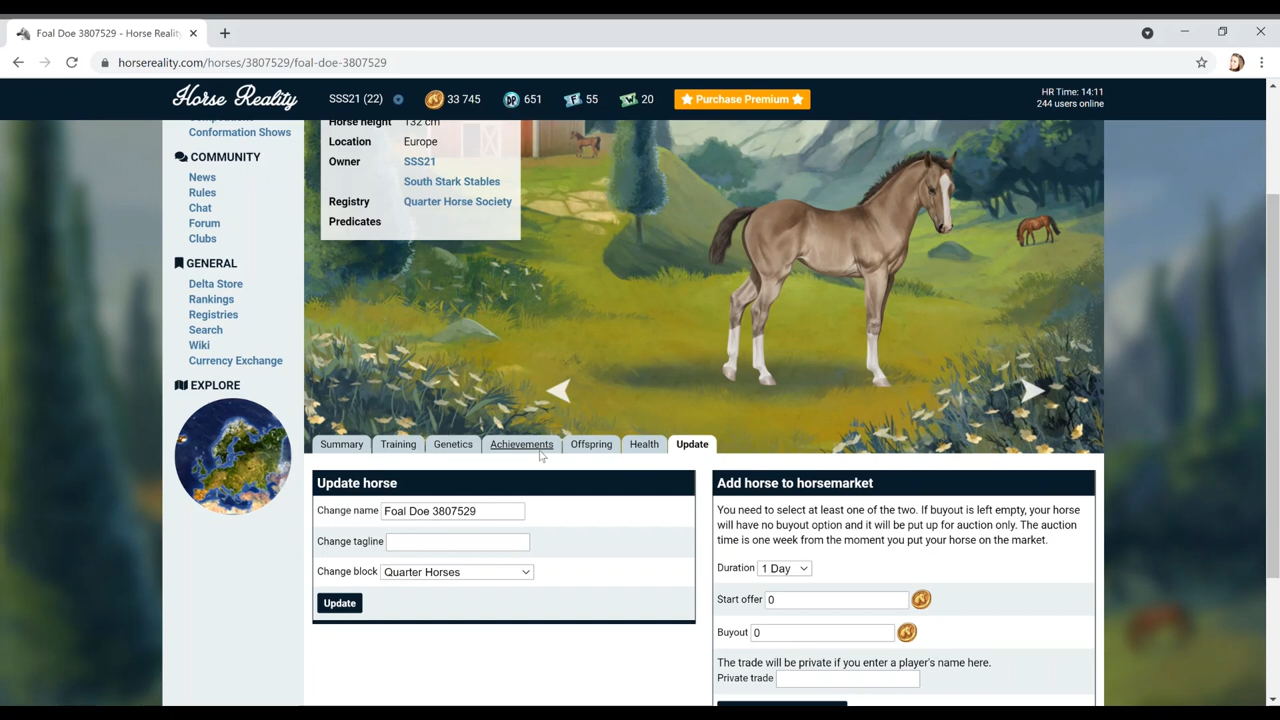 Foal Doe 3807529 - Horse Reality
horsereality.com/horses/3807529/foal-doe-3807529
Horse Reality
SSS21 (22)
33 745
DP 651
55
20
Purchase Premium
HR Time: 14:11
244 users online
Conformation Shows
COMMUNITY
News
Rules
Chat
Forum
Clubs
GENERAL
Delta Store
Rankings
Registries
Search
Wiki
Currency Exchange
EXPLORE
Horse height 132 cm
Location Europe
Owner SSS21
South Stark Stables
Registry Quarter Horse Society
Predicates
Summary Training Genetics Achievements Offspring Health Update
Update horse
Change name Foal Doe 3807529
Change tagline
Change block Quarter Horses
Update
Add horse to horsemarket
You need to select at least one of the two. If buyout is left empty, your horse
will have no buyout option and it will be put up for auction only. The auction
time is one week from the moment you put your horse on the market.
Duration 1 Day
Start offer 0
Buyout 0
The trade will be private if you enter a player's name here.
Private trade